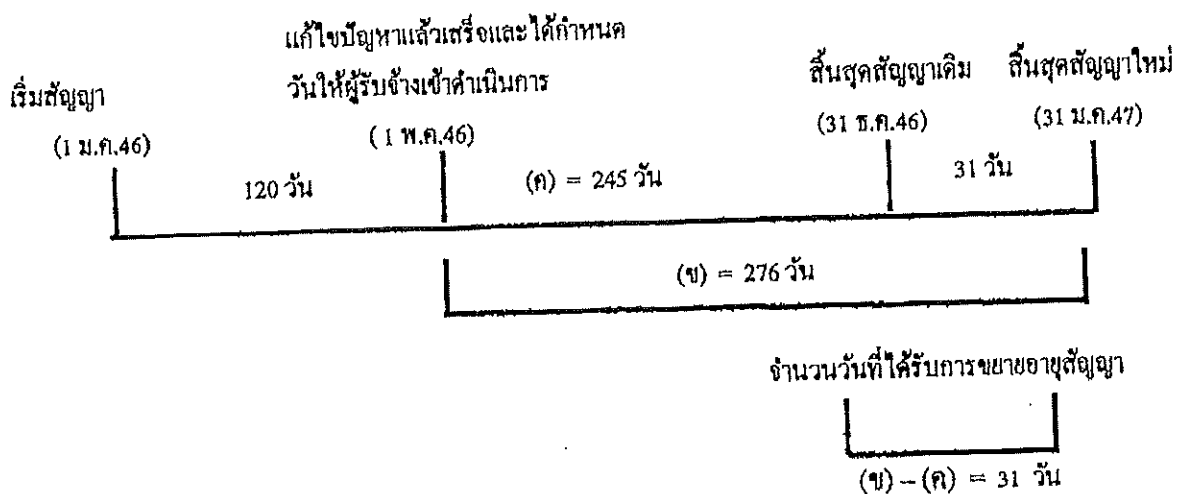 แก้ไขปัญหาแล้วเสร็จและได้กำหนด
วันให้ผู้รับจ้างเข้าดำเนินการ
(1 พ.ค.46)
เริ่มสัญญา
(1 ม.ค.46)
สิ้นสุดสัญญาเดิม
(31 ธ.ค.46)
สิ้นสุดสัญญาใหม่
(31 ม.ค.47)
120 วัน
(ค) = 245 วัน
31 วัน
(ข) = 276 วัน
จำนวนวันที่ได้รับการขยายอายุสัญญา
(ข) – (ค) = 31 วัน